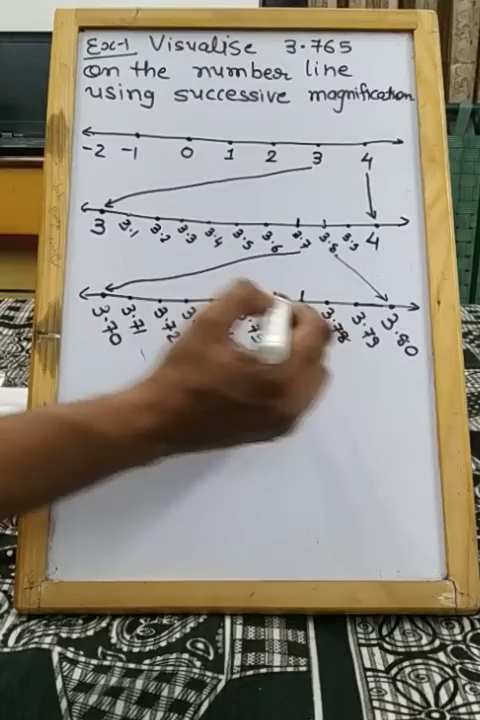 Ex-1 Visualise 3.765
on the number line
using successive magnification
-2 -1 0 1 2 3 4
3 3.1 3.2 3.3 3.4 3.5 3.6 3.7 3.8 3.9 4
3.70 3.71 3.72 3.78 3.79 3.80